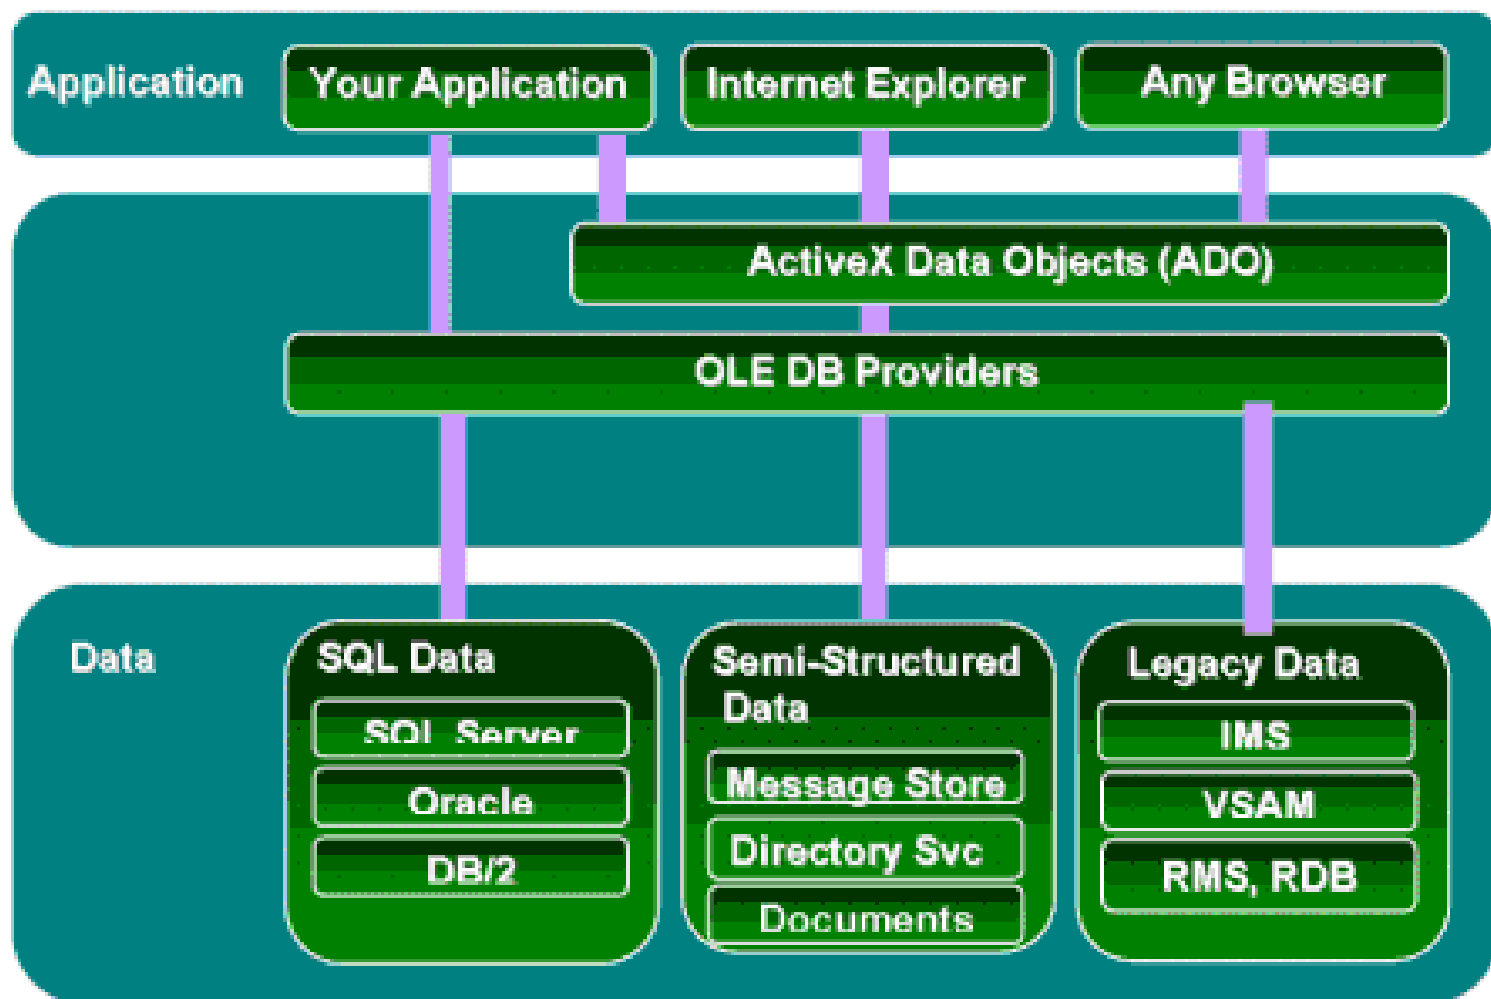 Application
Your Application
Internet Explorer
Any Browser
ActiveX Data Objects (ADO)
OLE DB Providers
Data
SQL Data
SQL Server
Oracle
DB/2
Semi-Structured
Data
Message Store
Directory Svc
Documents
Legacy Data
IMS
VSAM
RMS, RDB